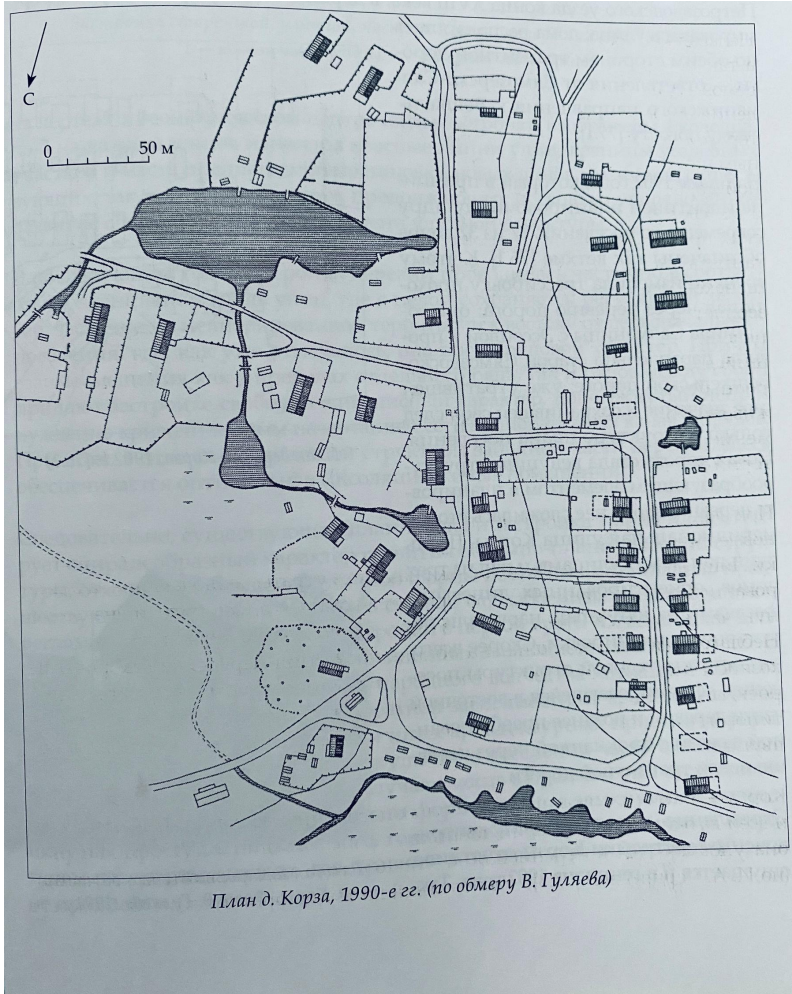 С
0 50 м
План д. Корза, 1990-е гг. (по обмеру В. Гуляева)